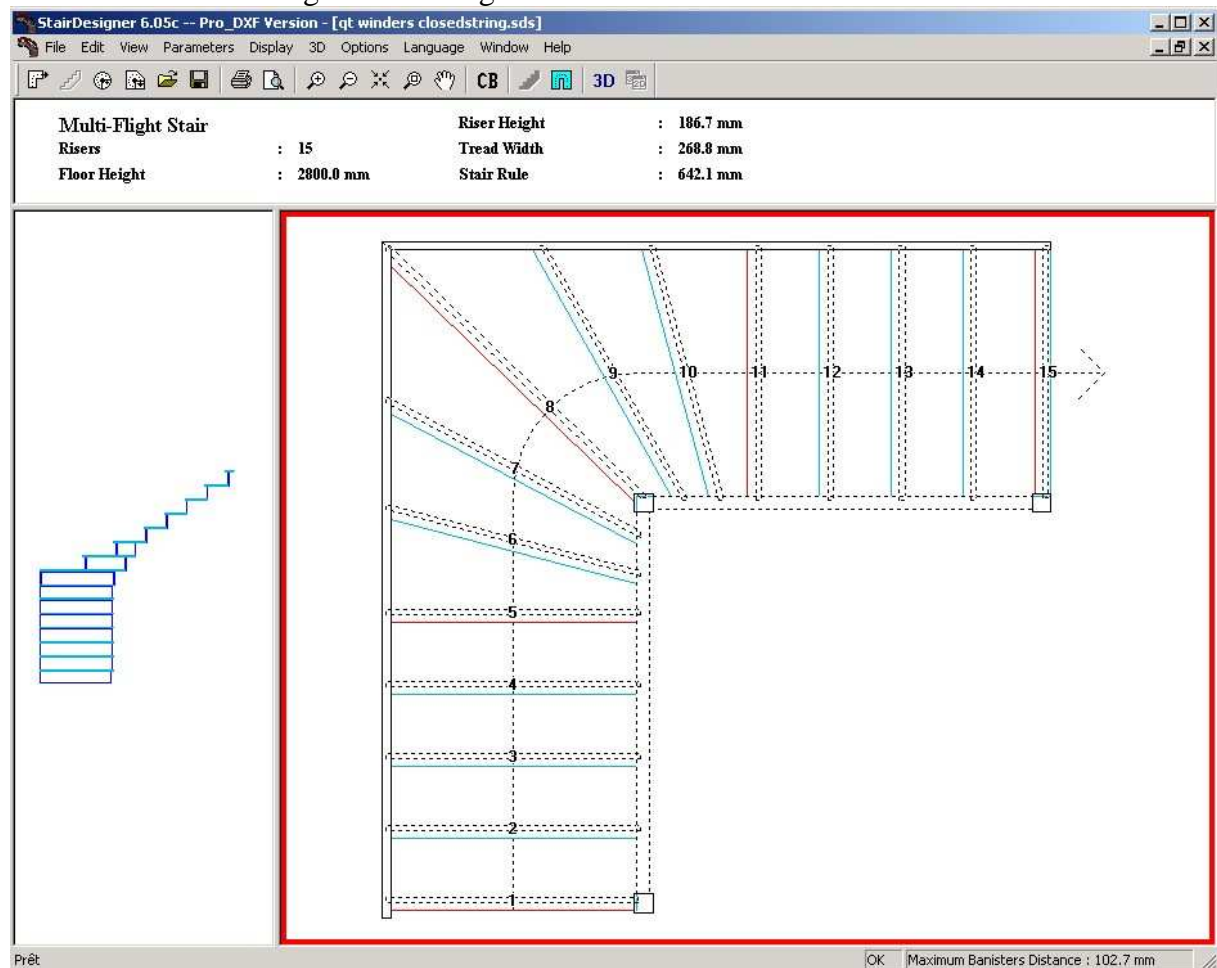 StairDesigner 6.05c -- Pro_DXF Version - [qt winders closedstring.sds]
File Edit View Parameters Display 3D Options Language Window Help
CB 3D
Multi-Flight Stair Riser Height : 186.7 mm
Risers : 15 Tread Width : 268.8 mm
Floor Height : 2800.0 mm Stair Rule : 642.1 mm
9 10 11 12 13 14 15
8
7
6
5
4
3
2
1
Prêt OK Maximum Banisters Distance : 102.7 mm